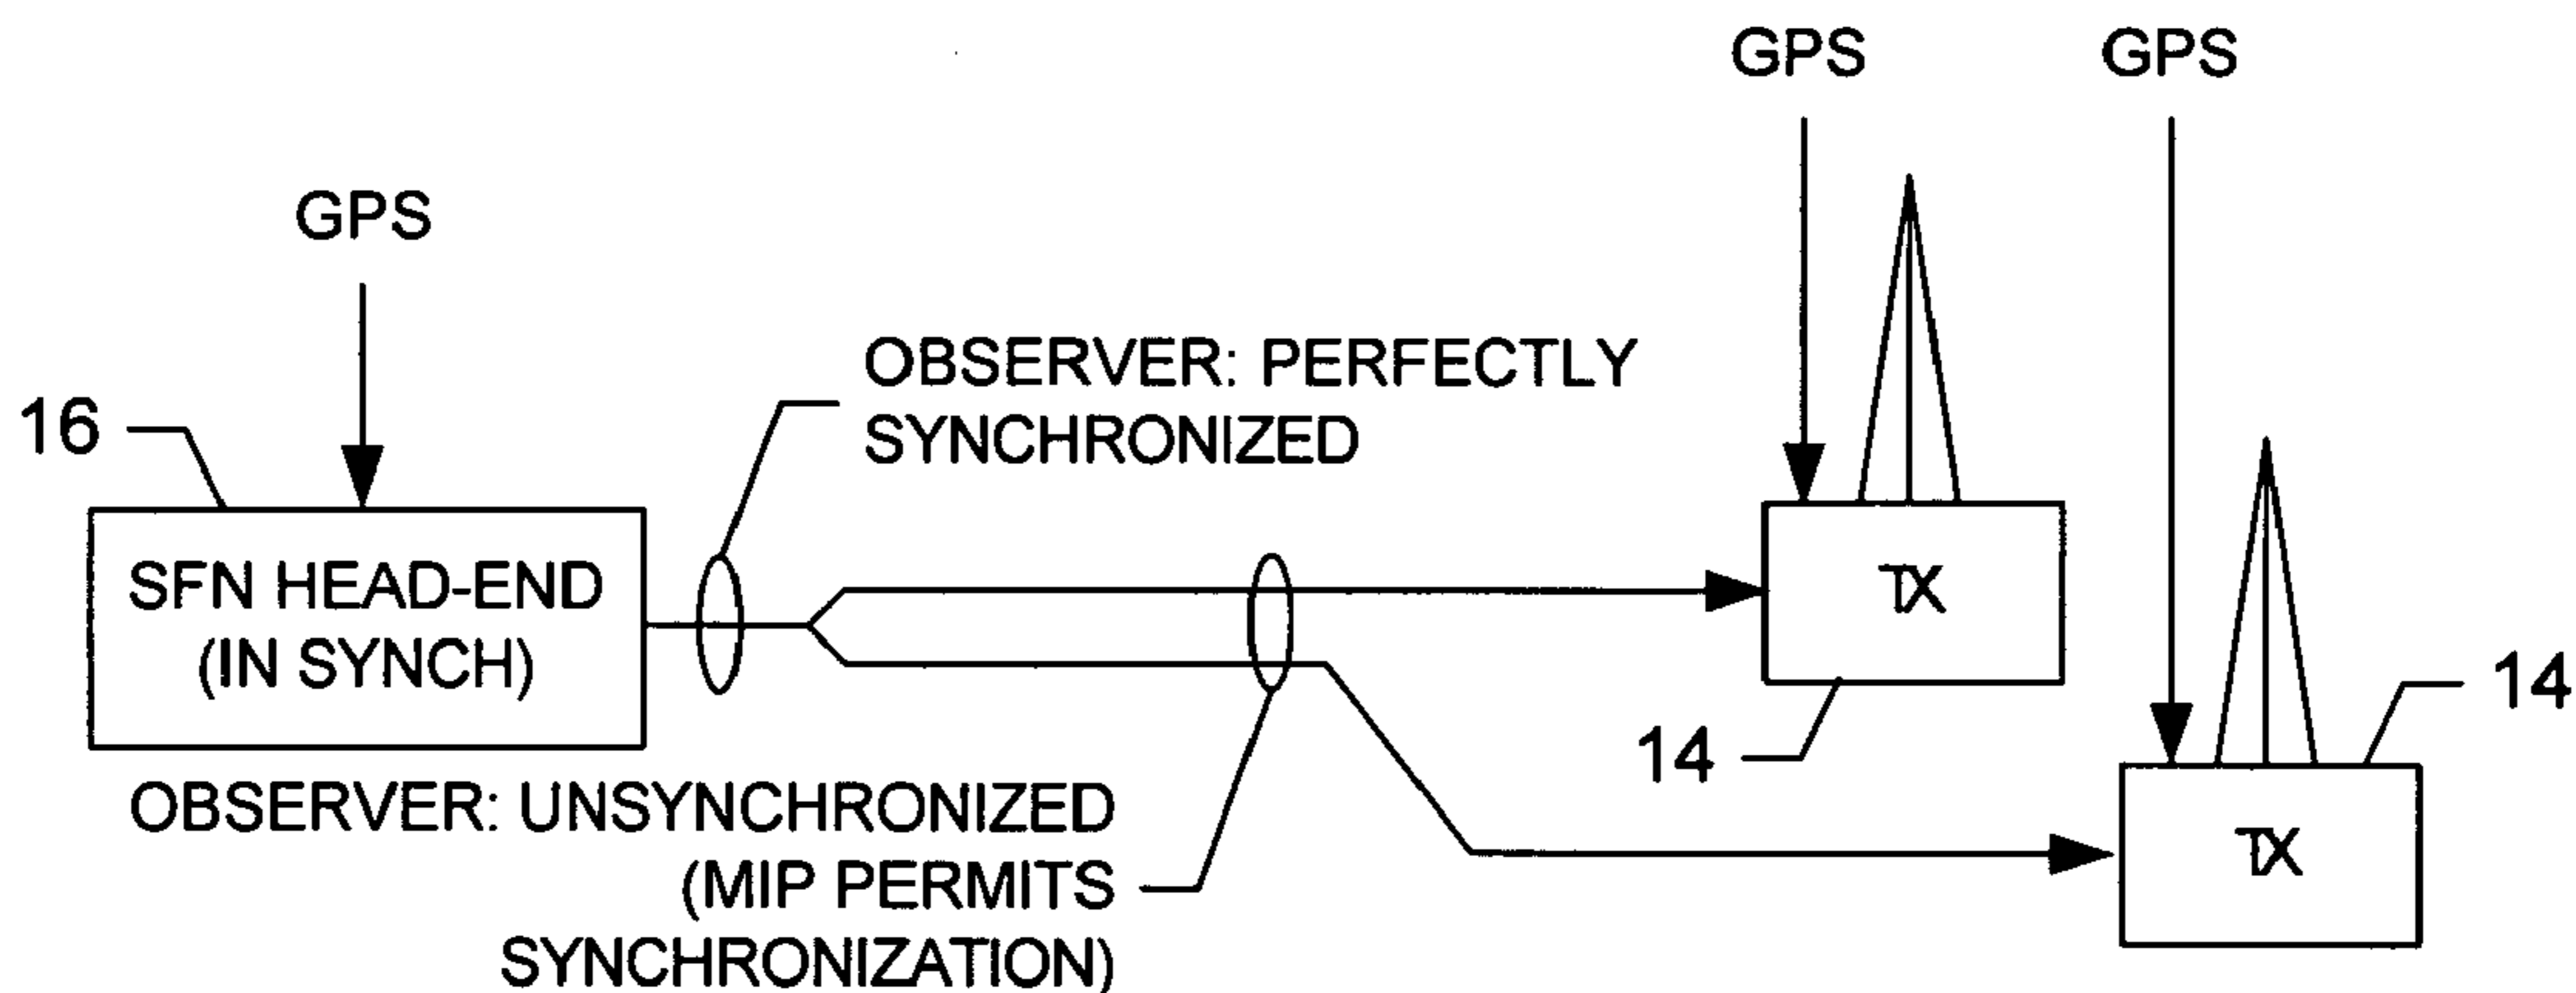 GPS
GPS
GPS
OBSERVER: PERFECTLY
SYNCHRONIZED
16
SFN HEAD-END
(IN SYNCH)
TX
14
14
OBSERVER: UNSYNCHRONIZED
(MIP PERMITS
SYNCHRONIZATION)
TX